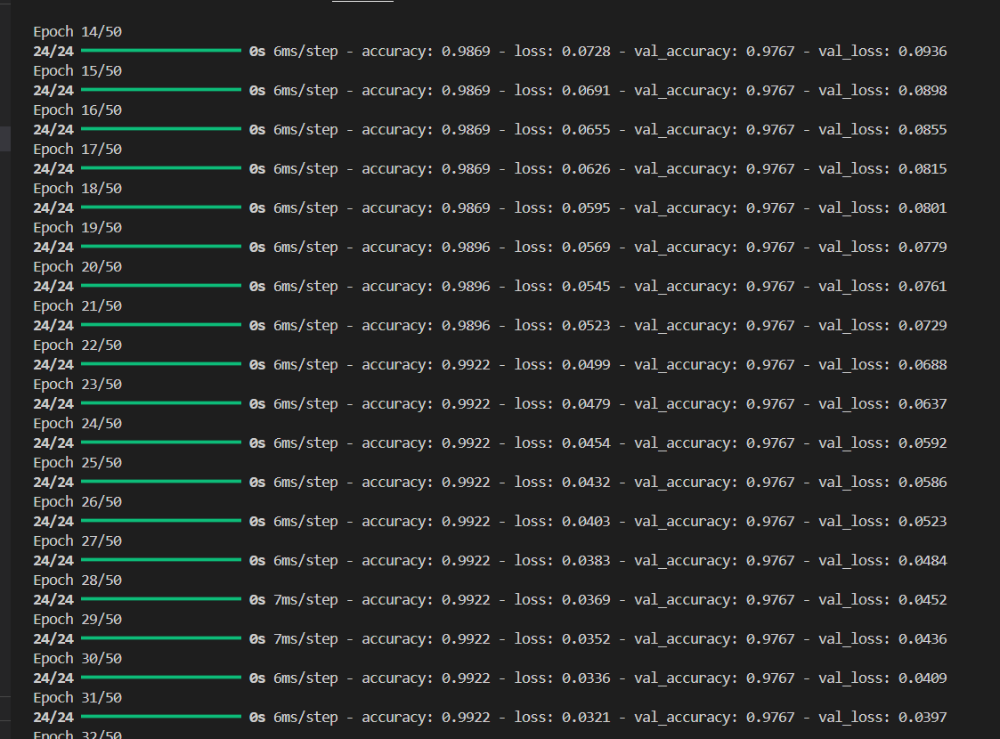 Epoch 14/50
24/24 0s 6ms/step - accuracy: 0.9869 - loss: 0.0728 - val_accuracy: 0.9767 - val_loss: 0.0936
Epoch 15/50
24/24 0s 6ms/step - accuracy: 0.9869 - loss: 0.0691 - val_accuracy: 0.9767 - val_loss: 0.0898
Epoch 16/50
24/24 0s 6ms/step - accuracy: 0.9869 - loss: 0.0655 - val_accuracy: 0.9767 - val_loss: 0.0855
Epoch 17/50
24/24 0s 6ms/step - accuracy: 0.9869 - loss: 0.0626 - val_accuracy: 0.9767 - val_loss: 0.0815
Epoch 18/50
24/24 0s 6ms/step - accuracy: 0.9869 - loss: 0.0595 - val_accuracy: 0.9767 - val_loss: 0.0801
Epoch 19/50
24/24 0s 6ms/step - accuracy: 0.9896 - loss: 0.0569 - val_accuracy: 0.9767 - val_loss: 0.0779
Epoch 20/50
24/24 0s 6ms/step - accuracy: 0.9896 - loss: 0.0545 - val_accuracy: 0.9767 - val_loss: 0.0761
Epoch 21/50
24/24 0s 6ms/step - accuracy: 0.9896 - loss: 0.0523 - val_accuracy: 0.9767 - val_loss: 0.0729
Epoch 22/50
24/24 0s 6ms/step - accuracy: 0.9922 - loss: 0.0499 - val_accuracy: 0.9767 - val_loss: 0.0688
Epoch 23/50
24/24 0s 6ms/step - accuracy: 0.9922 - loss: 0.0479 - val_accuracy: 0.9767 - val_loss: 0.0637
Epoch 24/50
24/24 0s 6ms/step - accuracy: 0.9922 - loss: 0.0454 - val_accuracy: 0.9767 - val_loss: 0.0592
Epoch 25/50
24/24 0s 6ms/step - accuracy: 0.9922 - loss: 0.0432 - val_accuracy: 0.9767 - val_loss: 0.0586
Epoch 26/50
24/24 0s 6ms/step - accuracy: 0.9922 - loss: 0.0403 - val_accuracy: 0.9767 - val_loss: 0.0523
Epoch 27/50
24/24 0s 6ms/step - accuracy: 0.9922 - loss: 0.0383 - val_accuracy: 0.9767 - val_loss: 0.0484
Epoch 28/50
24/24 0s 7ms/step - accuracy: 0.9922 - loss: 0.0369 - val_accuracy: 0.9767 - val_loss: 0.0452
Epoch 29/50
24/24 0s 7ms/step - accuracy: 0.9922 - loss: 0.0352 - val_accuracy: 0.9767 - val_loss: 0.0436
Epoch 30/50
24/24 0s 6ms/step - accuracy: 0.9922 - loss: 0.0336 - val_accuracy: 0.9767 - val_loss: 0.0409
Epoch 31/50
24/24 0s 6ms/step - accuracy: 0.9922 - loss: 0.0321 - val_accuracy: 0.9767 - val_loss: 0.0397
Epoch 32/50